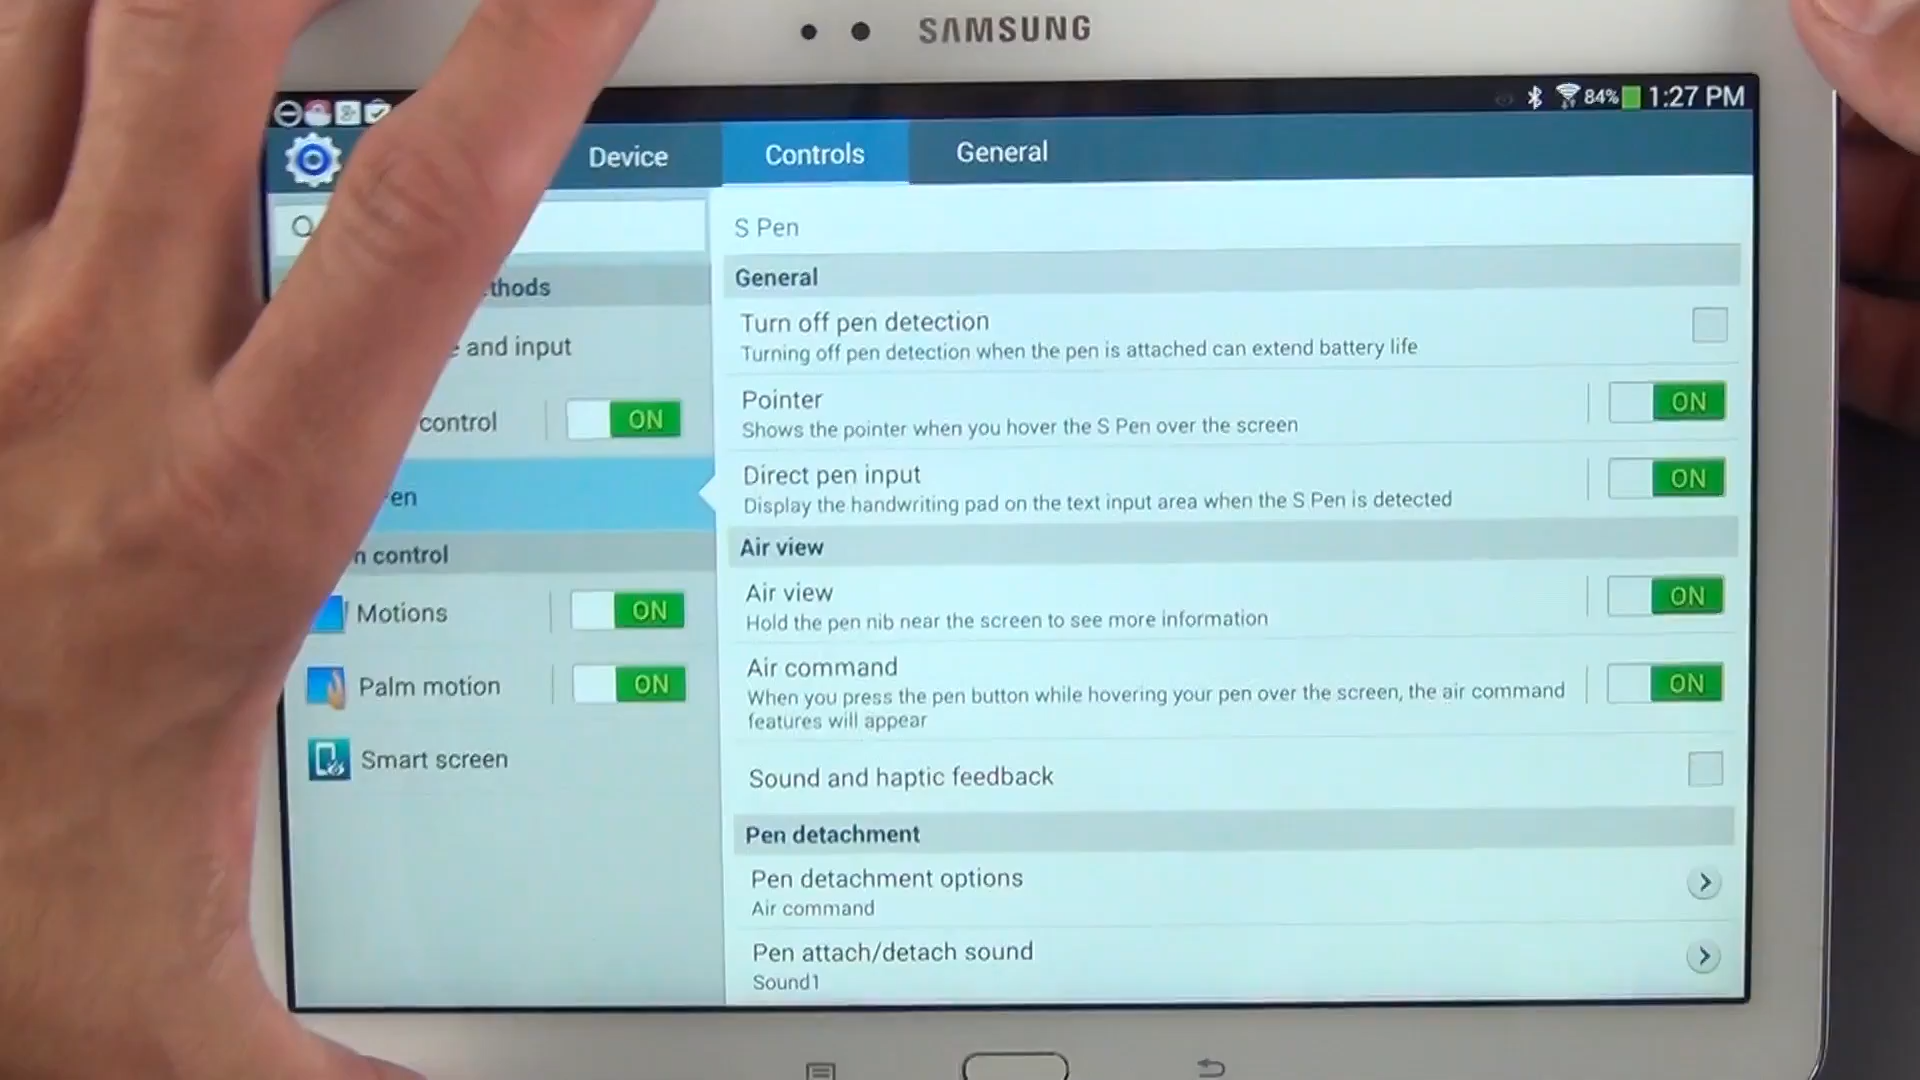 SAMSUNG
84% 1:27 PM
Device
Controls
General
thods
and input
control
ON
en
n control
Motions
ON
Palm motion
ON
Smart screen
S Pen
General
Turn off pen detection
Turning off pen detection when the pen is attached can extend battery life
Pointer
Shows the pointer when you hover the S Pen over the screen
ON
Direct pen input
Display the handwriting pad on the text input area when the S Pen is detected
ON
Air view
Air view
Hold the pen nib near the screen to see more information
ON
Air command
When you press the pen button while hovering your pen over the screen, the air command
features will appear
ON
Sound and haptic feedback
Pen detachment
Pen detachment options
Air command
Pen attach/detach sound
Sound1